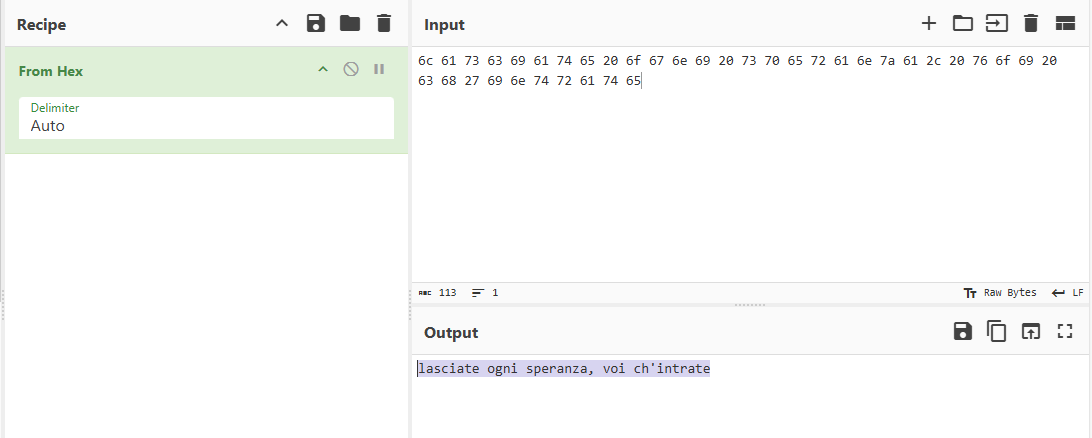 Recipe
From Hex
Delimiter
Auto
Input
6c 61 73 63 69 61 74 65 20 6f 67 6e 69 20 73 70 65 72 61 6e 7a 61 2c 20 76 6f 69 20
63 68 27 69 6e 74 72 61 74 65
ABC 113 1 Raw Bytes LF
Output
lasciate ogni speranza, voi ch'intrate